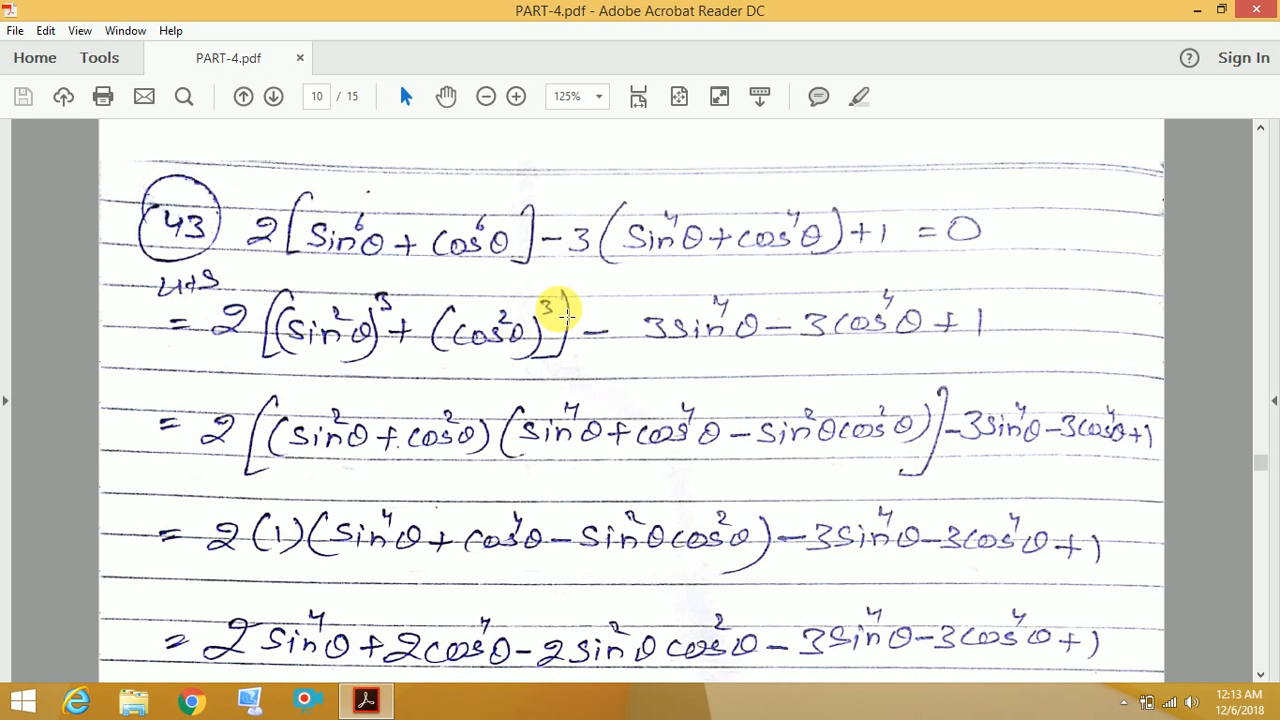 PART-4.pdf - Adobe Acrobat Reader DC
File Edit View Window Help
Home Tools PART-4.pdf × Sign In
10 / 15 125%
43 2[sin⁶θ + cos⁶θ] - 3(sin⁴θ + cos⁴θ) + 1 = 0
LHS
= 2[(sin²θ)³ + (cos²θ)³] - 3sin⁴θ - 3cos⁴θ + 1
= 2[(sin²θ + cos²θ)(sin⁴θ + cos⁴θ - sin²θcos²θ)] - 3sin⁴θ - 3cos⁴θ + 1
= 2(1)(sin⁴θ + cos⁴θ - sin²θcos²θ) - 3sin⁴θ - 3cos⁴θ + 1
= 2sin⁴θ + 2cos⁴θ - 2sin²θcos²θ - 3sin⁴θ - 3cos⁴θ + 1
12:13 AM
12/6/2018